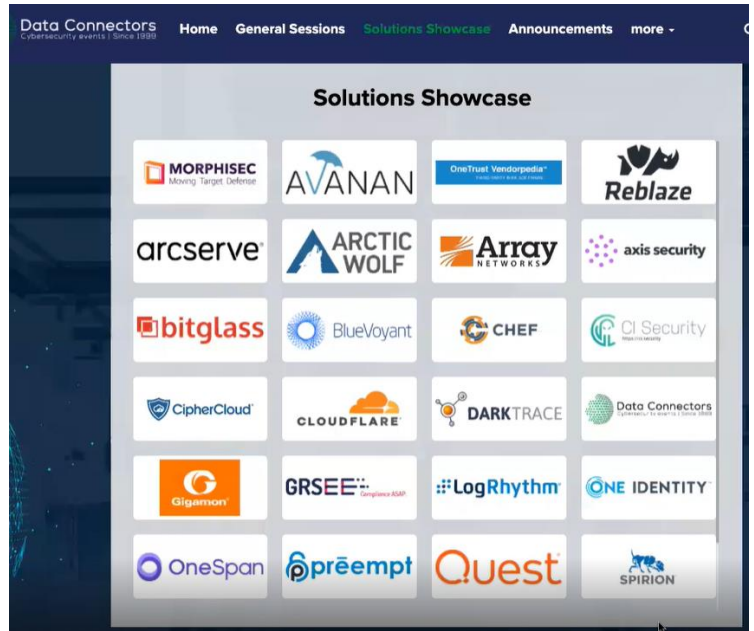 Data Connectors
Cybersecurity events | Since 1999
Home General Sessions Solutions Showcase Announcements more
Solutions Showcase
MORPHISEC
Moving Target Defense
AVANAN
OneTrust Vendorpedia™
Reblaze
arcserve®
ARCTIC
WOLF
Array
NETWORKS
axis security
bitglass
BlueVoyant
CHEF
CI Security
CipherCloud®
CLOUDFLARE
DARKTRACE
Data Connectors
Cybersecurity events | Since 1999
Gigamon®
GRSEE
Compliance ASAP.
LogRhythm
ONE IDENTITY™
OneSpan
prēempt
Quest
SPIRION